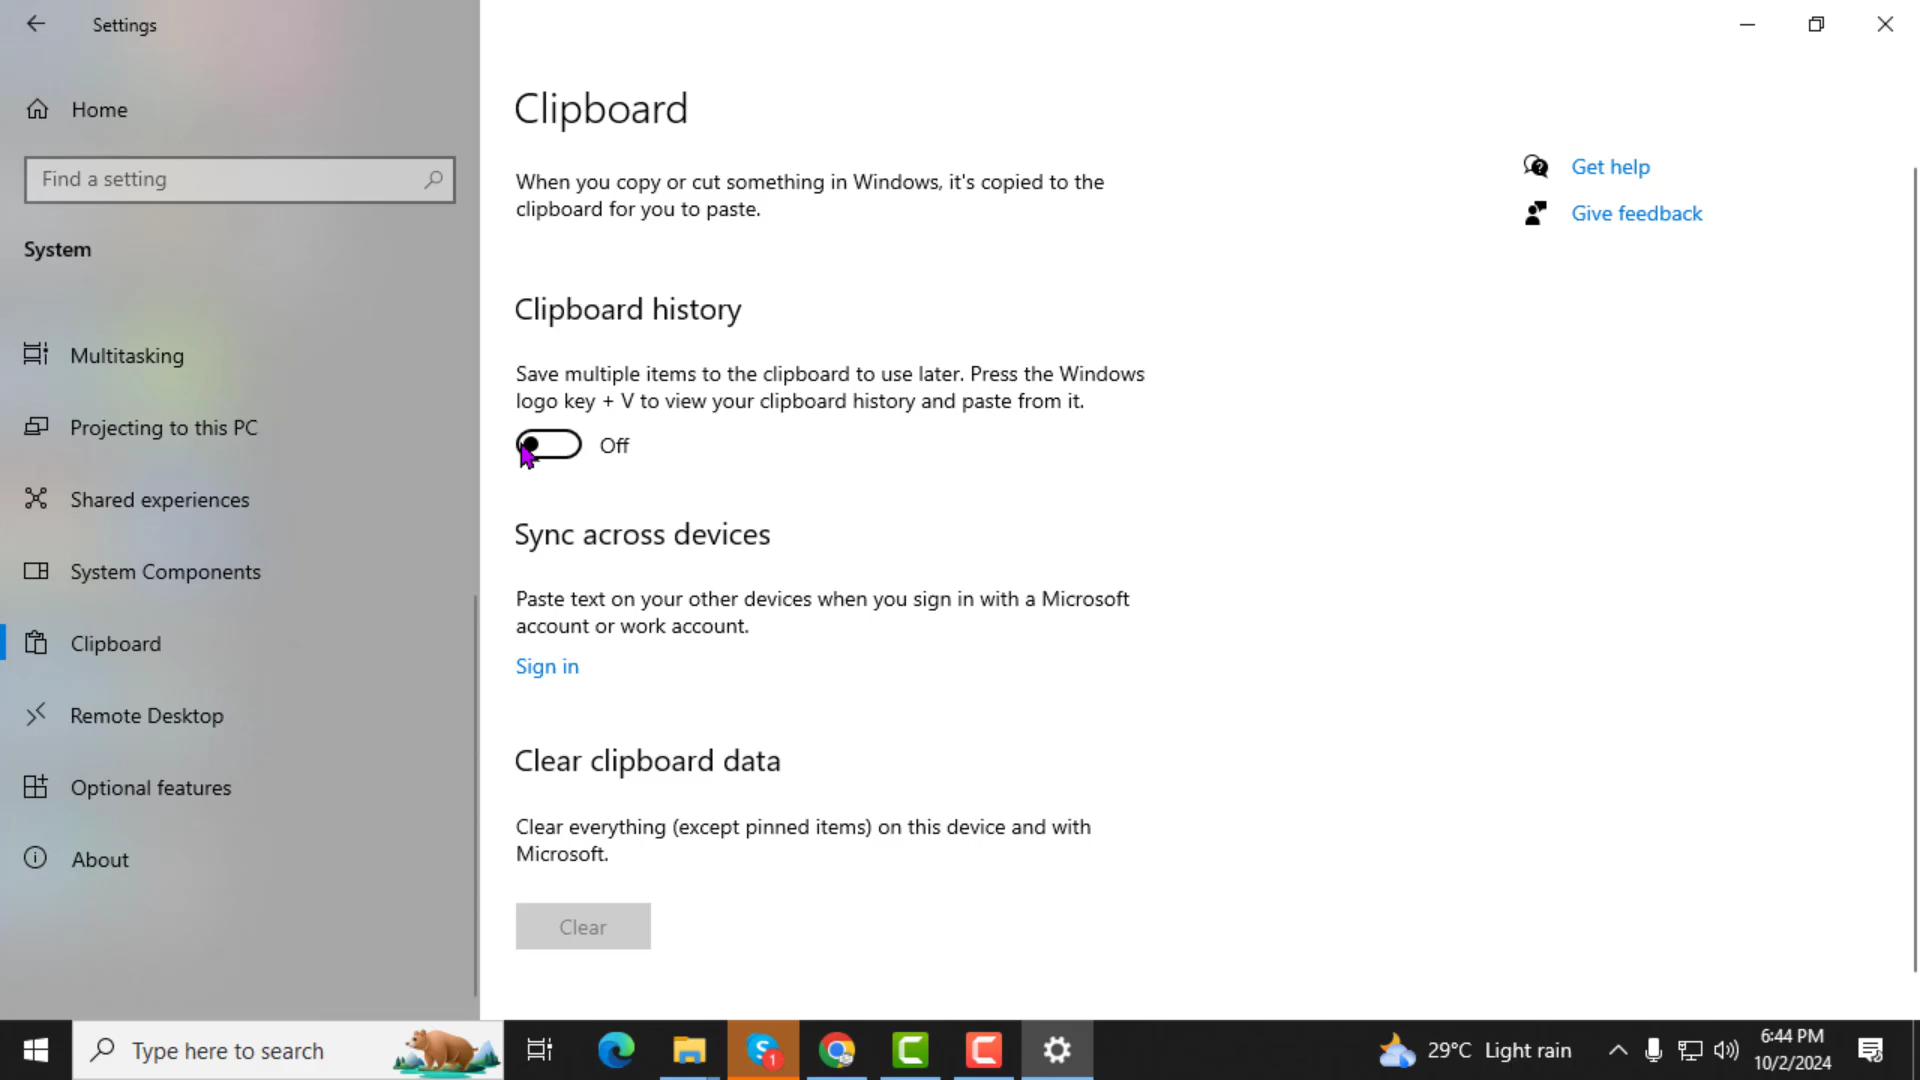 Settings
Home
Find a setting
System
Multitasking
Projecting to this PC
Shared experiences
System Components
Clipboard
Remote Desktop
Optional features
About
Clipboard
When you copy or cut something in Windows, it's copied to the
clipboard for you to paste.
Clipboard history
Save multiple items to the clipboard to use later. Press the Windows
logo key + V to view your clipboard history and paste from it.
Off
Sync across devices
Paste text on your other devices when you sign in with a Microsoft
account or work account.
Sign in
Clear clipboard data
Clear everything (except pinned items) on this device and with
Microsoft.
Clear
Get help
Give feedback
Type here to search
1
29°C Light rain
6:44 PM
10/2/2024